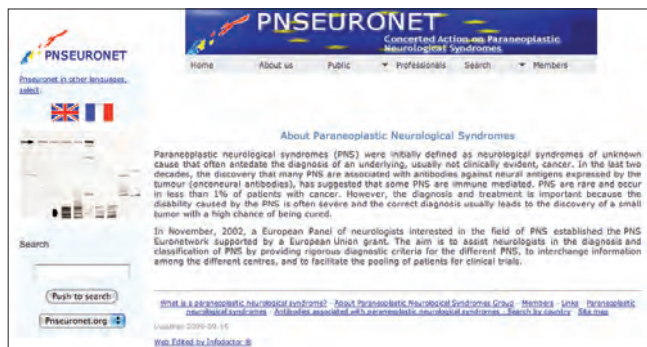 PNSEURONET
Concerted Action on Paraneoplastic
Neurological Syndromes
Home About us Public Professionals Search Members
PNSEURONET
Pnseuronet in other languages,
select:
Search
Push to search
Pnseuronet.org
About Paraneoplastic Neurological Syndromes
Paraneoplastic neurological syndromes (PNS) were initially defined as neurological syndromes of unknown
cause that often antedate the diagnosis of an underlying, usually not clinically evident, cancer. In the last two
decades, the discovery that many PNS are associated with antibodies against neural antigens expressed by the
tumour (onconeural antibodies), has suggested that some PNS are immune mediated. PNS are rare and occur
in less than 1% of patients with cancer. However, the diagnosis and treatment is important because the
disability caused by the PNS is often severe and the correct diagnosis usually leads to the discovery of a small
tumor with a high chance of being cured.
In November, 2002, a European Panel of neurologists interested in the field of PNS established the PNS
Euronetwork supported by a European Union grant. The aim is to assist neurologists in the diagnosis and
classification of PNS by providing rigorous diagnostic criteria for the different PNS, to interchange information
among the different centres, and to facilitate the pooling of patients for clinical trials.
What is a paraneoplastic neurological syndrome? - About Paraneoplastic Neurological Syndromes Group - Members - Links - Paraneoplastic
neurological syndromes - Antibodies associated with paraneoplastic neurological syndromes - Search by country - Site map
Web Edited by Infodoctor ®